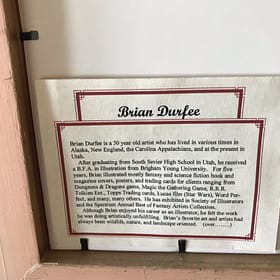 Brian Durfee
Brian Durfee is a 30 year old artist who has lived in various times in
Alaska, New England, the Carolina Appalachians, and at the present in
Utah.
After graduating from South Sevier High School in Utah, he received
a B.F.A. in Illustration from Brigham Young University. For five
years, Brian illustrated mostly fantasy and science fiction book and
magazine covers, posters, and trading cards for clients ranging from
Dungeons & Dragons game, Magic the Gathering Game, R.R.R.
Tolkien Ent., Topps Trading cards, Lucas film (Star Wars), Word Per-
fect, and many, many others. He has exhibited in Society of Illustrators
and the Spectrum Annual Best of Fantasy Artists Collection.
Although Brian enjoyed his career as an illustrator, he felt the work
he was doing artistically unfulfilling. Brian's favorite art and artists had
always been wildlife, nature, and landscape oriented. (over.......)